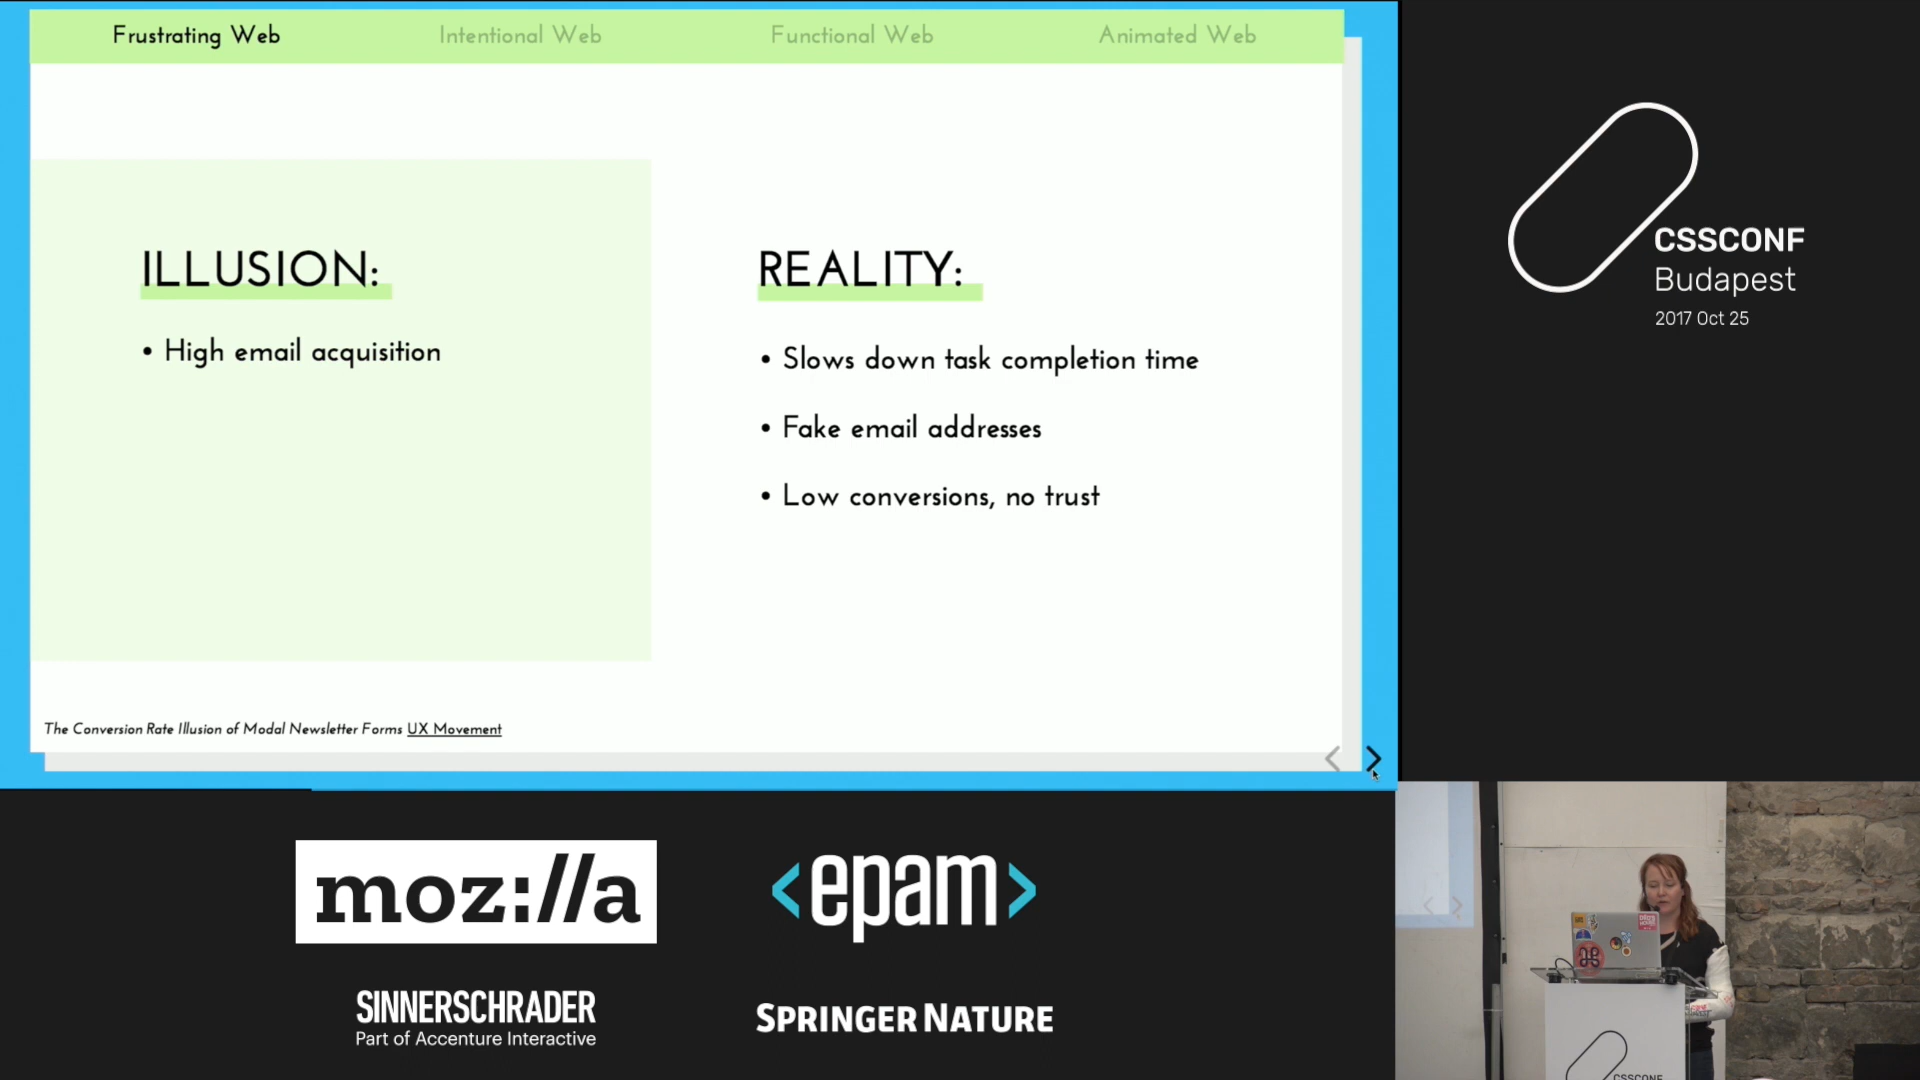 Frustrating Web
Intentional Web
Functional Web
Animated Web
ILLUSION:
• High email acquisition
REALITY:
• Slows down task completion time
• Fake email addresses
• Low conversions, no trust
The Conversion Rate Illusion of Modal Newsletter Forms UX Movement
CSSCONF
Budapest
2017 Oct 25
moz://a
<epam>
SINNERSCHRADER
Part of Accenture Interactive
SPRINGER NATURE
CSSCONF